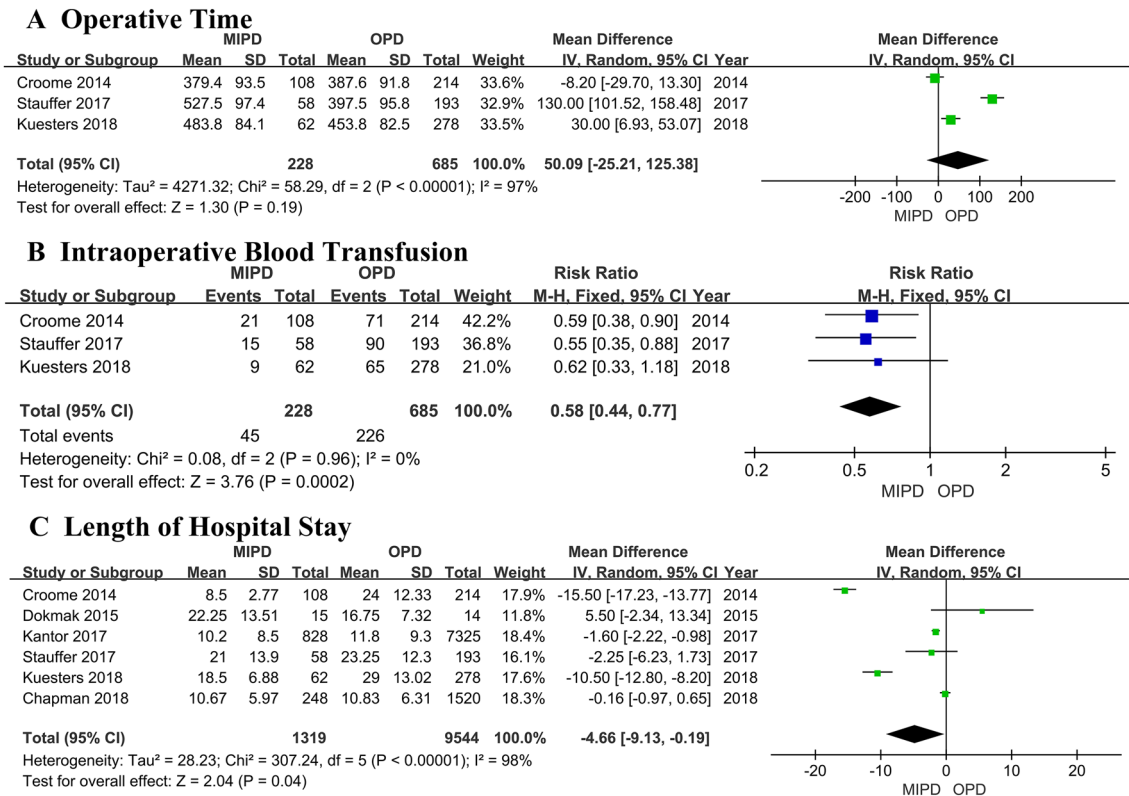 A Operative Time
MIPD OPD Mean Difference Mean Difference
Study or Subgroup Mean SD Total Mean SD Total Weight IV, Random, 95% CI Year IV, Random, 95% CI
Croome 2014 379.4 93.5 108 387.6 91.8 214 33.6% -8.20 [-29.70, 13.30] 2014
Stauffer 2017 527.5 97.4 58 397.5 95.8 193 32.9% 130.00 [101.52, 158.48] 2017
Kuesters 2018 483.8 84.1 62 453.8 82.5 278 33.5% 30.00 [6.93, 53.07] 2018
Total (95% CI) 228 685 100.0% 50.09 [-25.21, 125.38]
Heterogeneity: Tau² = 4271.32; Chi² = 58.29, df = 2 (P < 0.00001); I² = 97%
Test for overall effect: Z = 1.30 (P = 0.19)
-200 -100 0 100 200
MIPD OPD
B Intraoperative Blood Transfusion
MIPD OPD Risk Ratio Risk Ratio
Study or Subgroup Events Total Events Total Weight M-H, Fixed, 95% CI Year M-H, Fixed, 95% CI
Croome 2014 21 108 71 214 42.2% 0.59 [0.38, 0.90] 2014
Stauffer 2017 15 58 90 193 36.8% 0.55 [0.35, 0.88] 2017
Kuesters 2018 9 62 65 278 21.0% 0.62 [0.33, 1.18] 2018
Total (95% CI) 228 685 100.0% 0.58 [0.44, 0.77]
Total events 45 226
Heterogeneity: Chi² = 0.08, df = 2 (P = 0.96); I² = 0%
Test for overall effect: Z = 3.76 (P = 0.0002)
0.2 0.5 1 2 5
MIPD OPD
C Length of Hospital Stay
MIPD OPD Mean Difference Mean Difference
Study or Subgroup Mean SD Total Mean SD Total Weight IV, Random, 95% CI Year IV, Random, 95% CI
Croome 2014 8.5 2.77 108 24 12.33 214 17.9% -15.50 [-17.23, -13.77] 2014
Dokmak 2015 22.25 13.51 15 16.75 7.32 14 11.8% 5.50 [-2.34, 13.34] 2015
Kantor 2017 10.2 8.5 828 11.8 9.3 7325 18.4% -1.60 [-2.22, -0.98] 2017
Stauffer 2017 21 13.9 58 23.25 12.3 193 16.1% -2.25 [-6.23, 1.73] 2017
Kuesters 2018 18.5 6.88 62 29 13.02 278 17.6% -10.50 [-12.80, -8.20] 2018
Chapman 2018 10.67 5.97 248 10.83 6.31 1520 18.3% -0.16 [-0.97, 0.65] 2018
Total (95% CI) 1319 9544 100.0% -4.66 [-9.13, -0.19]
Heterogeneity: Tau² = 28.23; Chi² = 307.24, df = 5 (P < 0.00001); I² = 98%
Test for overall effect: Z = 2.04 (P = 0.04)
-20 -10 0 10 20
MIPD OPD